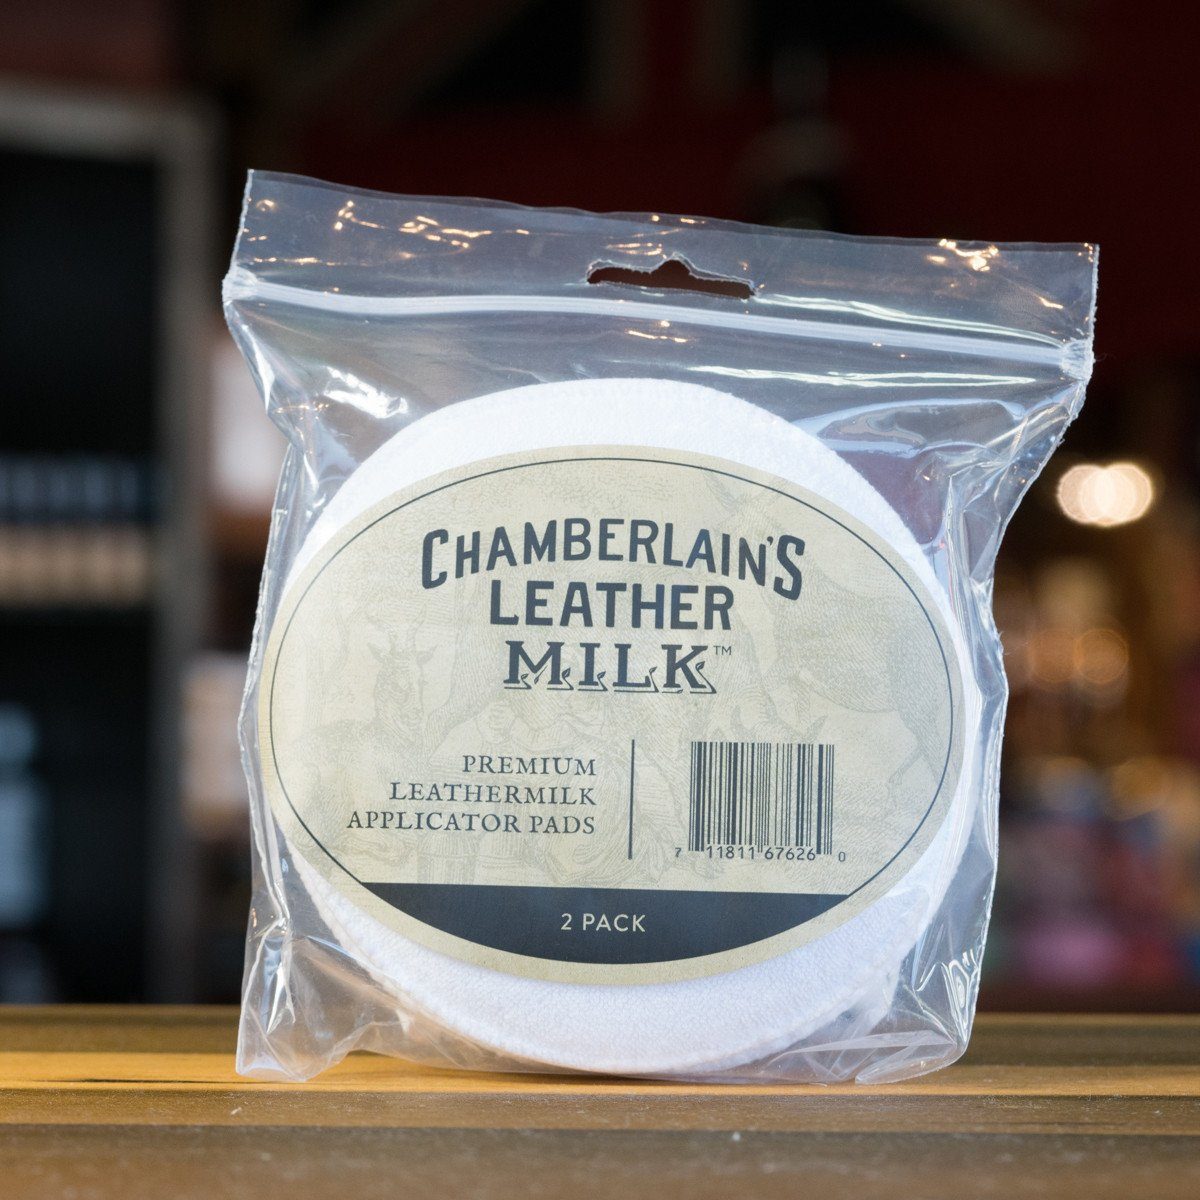 CHAMBERLAIN'S
LEATHER
MILK™
PREMIUM
LEATHERMILK
APPLICATOR PADS
7 11811 67626 0
2 PACK